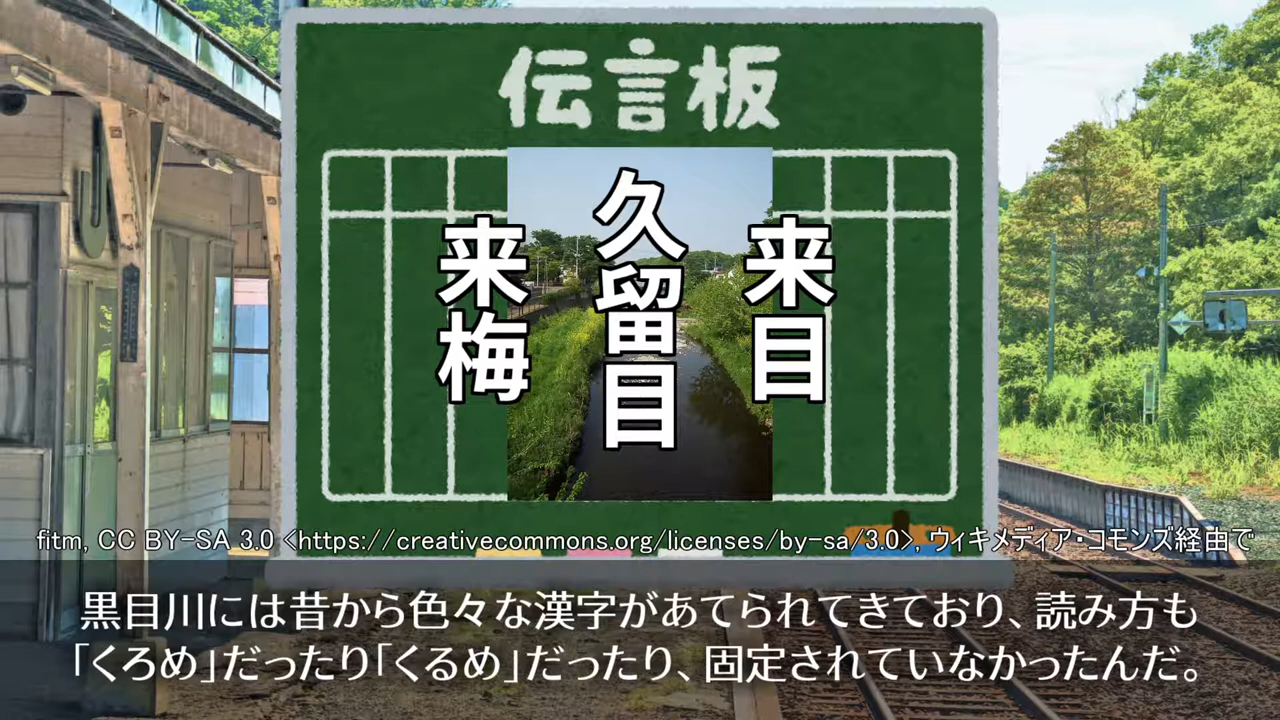 伝言板
来目
久留目
来梅
fitm, CC BY-SA 3.0 <https://creativecommons.org/licenses/by-sa/3.0>, ウィキメディア・コモンズ経由で
黒目川には昔から色々な漢字があてられてきており、読み方も
「くろめ」だったり「くるめ」だったり、固定されていなかったんだ。